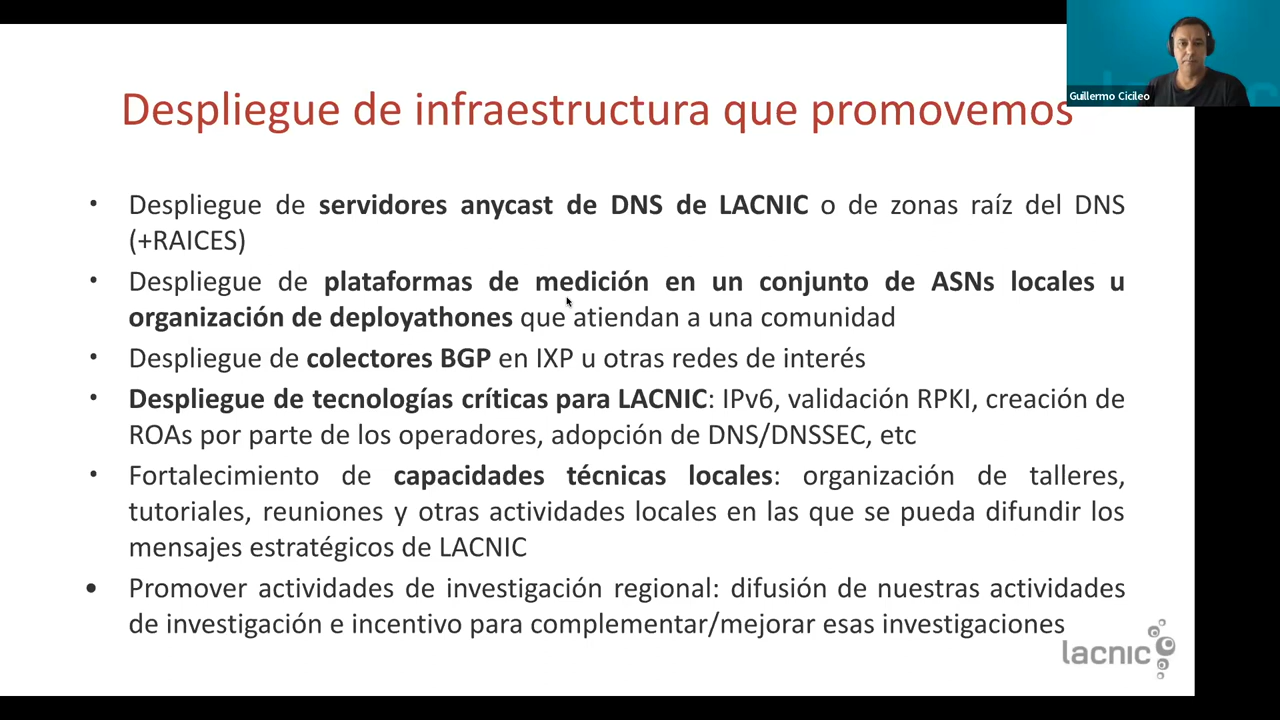 Despliegue de infraestructura que promovemos
Guillermo Cicileo
• Despliegue de servidores anycast de DNS de LACNIC o de zonas raíz del DNS
(+RAICES)
• Despliegue de plataformas de medición en un conjunto de ASNs locales u
organización de deployathones que atiendan a una comunidad
• Despliegue de colectores BGP en IXP u otras redes de interés
• Despliegue de tecnologías críticas para LACNIC: IPv6, validación RPKI, creación de
ROAs por parte de los operadores, adopción de DNS/DNSSEC, etc
• Fortalecimiento de capacidades técnicas locales: organización de talleres,
tutoriales, reuniones y otras actividades locales en las que se pueda difundir los
mensajes estratégicos de LACNIC
• Promover actividades de investigación regional: difusión de nuestras actividades
de investigación e incentivo para complementar/mejorar esas investigaciones
lacnic